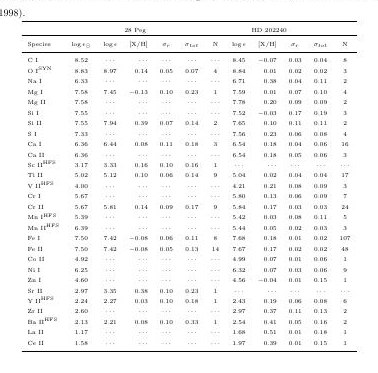 1998).
28 Peg HD 202240
Species log ϵ⊙ log ϵ [X/H] σr σtot N log ϵ [X/H] σr σtot N
C I 8.52 ... ... ... ... ... 8.45 −0.07 0.03 0.04 8
O I SYN 8.83 8.97 0.14 0.05 0.07 4 8.84 0.01 0.02 0.02 3
Na I 6.33 ... ... ... ... ... 6.71 0.38 0.04 0.11 2
Mg I 7.58 7.45 −0.13 0.10 0.23 1 7.59 0.01 0.07 0.10 4
Mg II 7.58 ... ... ... ... ... 7.78 0.20 0.09 0.09 2
Si I 7.55 ... ... ... ... ... 7.52 −0.03 0.17 0.19 3
Si II 7.55 7.94 0.39 0.07 0.14 2 7.65 0.10 0.11 0.11 2
S I 7.33 ... ... ... ... ... 7.56 0.23 0.06 0.08 4
Ca I 6.36 6.44 0.08 0.11 0.18 3 6.54 0.18 0.04 0.06 16
Ca II 6.36 ... ... ... ... ... 6.54 0.18 0.05 0.06 3
Sc II HFS 3.17 3.33 0.16 0.10 0.16 1 ... ... ... ... ...
Ti II 5.02 5.12 0.10 0.06 0.14 9 5.04 0.02 0.04 0.04 17
V II HFS 4.00 ... ... ... ... ... 4.21 0.21 0.08 0.09 3
Cr I 5.67 ... ... ... ... ... 5.80 0.13 0.06 0.09 7
Cr II 5.67 5.81 0.14 0.09 0.17 9 5.84 0.17 0.03 0.03 24
Mn I HFS 5.39 ... ... ... ... ... 5.42 0.03 0.08 0.11 5
Mn II HFS 5.39 ... ... ... ... ... 5.44 0.05 0.02 0.03 3
Fe I 7.50 7.42 −0.08 0.06 0.11 8 7.68 0.18 0.01 0.02 107
Fe II 7.50 7.42 −0.08 0.05 0.13 14 7.67 0.17 0.02 0.02 48
Co II 4.92 ... ... ... ... ... 4.99 0.07 0.01 0.06 1
Ni I 6.25 ... ... ... ... ... 6.32 0.07 0.03 0.06 9
Zn I 4.60 ... ... ... ... ... 4.56 −0.04 0.01 0.15 1
Sr II 2.97 3.35 0.38 0.10 0.23 1 ... ... ... ... ...
Y II HFS 2.24 2.27 0.03 0.10 0.18 1 2.43 0.19 0.06 0.08 6
Zr II 2.60 ... ... ... ... ... 2.97 0.37 0.11 0.13 2
Ba II HFS 2.13 2.21 0.08 0.10 0.33 1 2.54 0.41 0.05 0.16 2
La II 1.17 ... ... ... ... ... 1.68 0.51 0.01 0.18 1
Ce II 1.58 ... ... ... ... ... 1.97 0.39 0.01 0.15 1